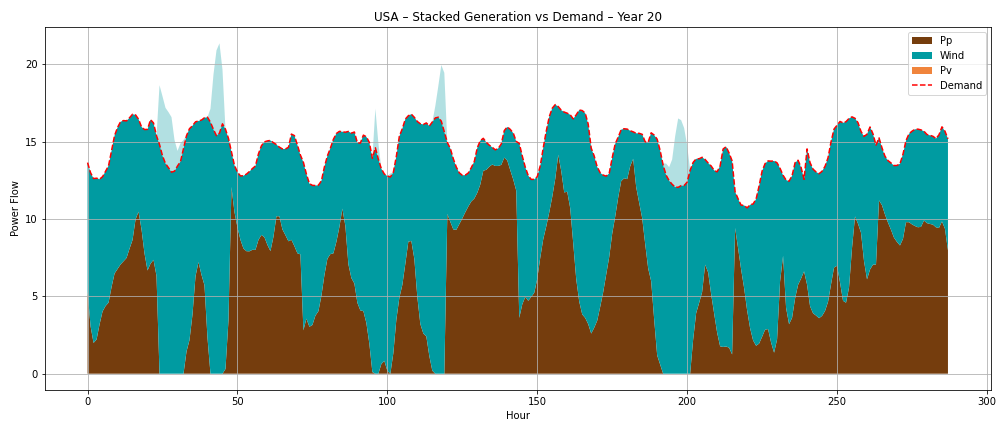 USA – Stacked Generation vs Demand – Year 20
Pp
Wind
Pv
Demand
Power Flow
20
15
10
5
0
0 50 100 150 200 250 300
Hour